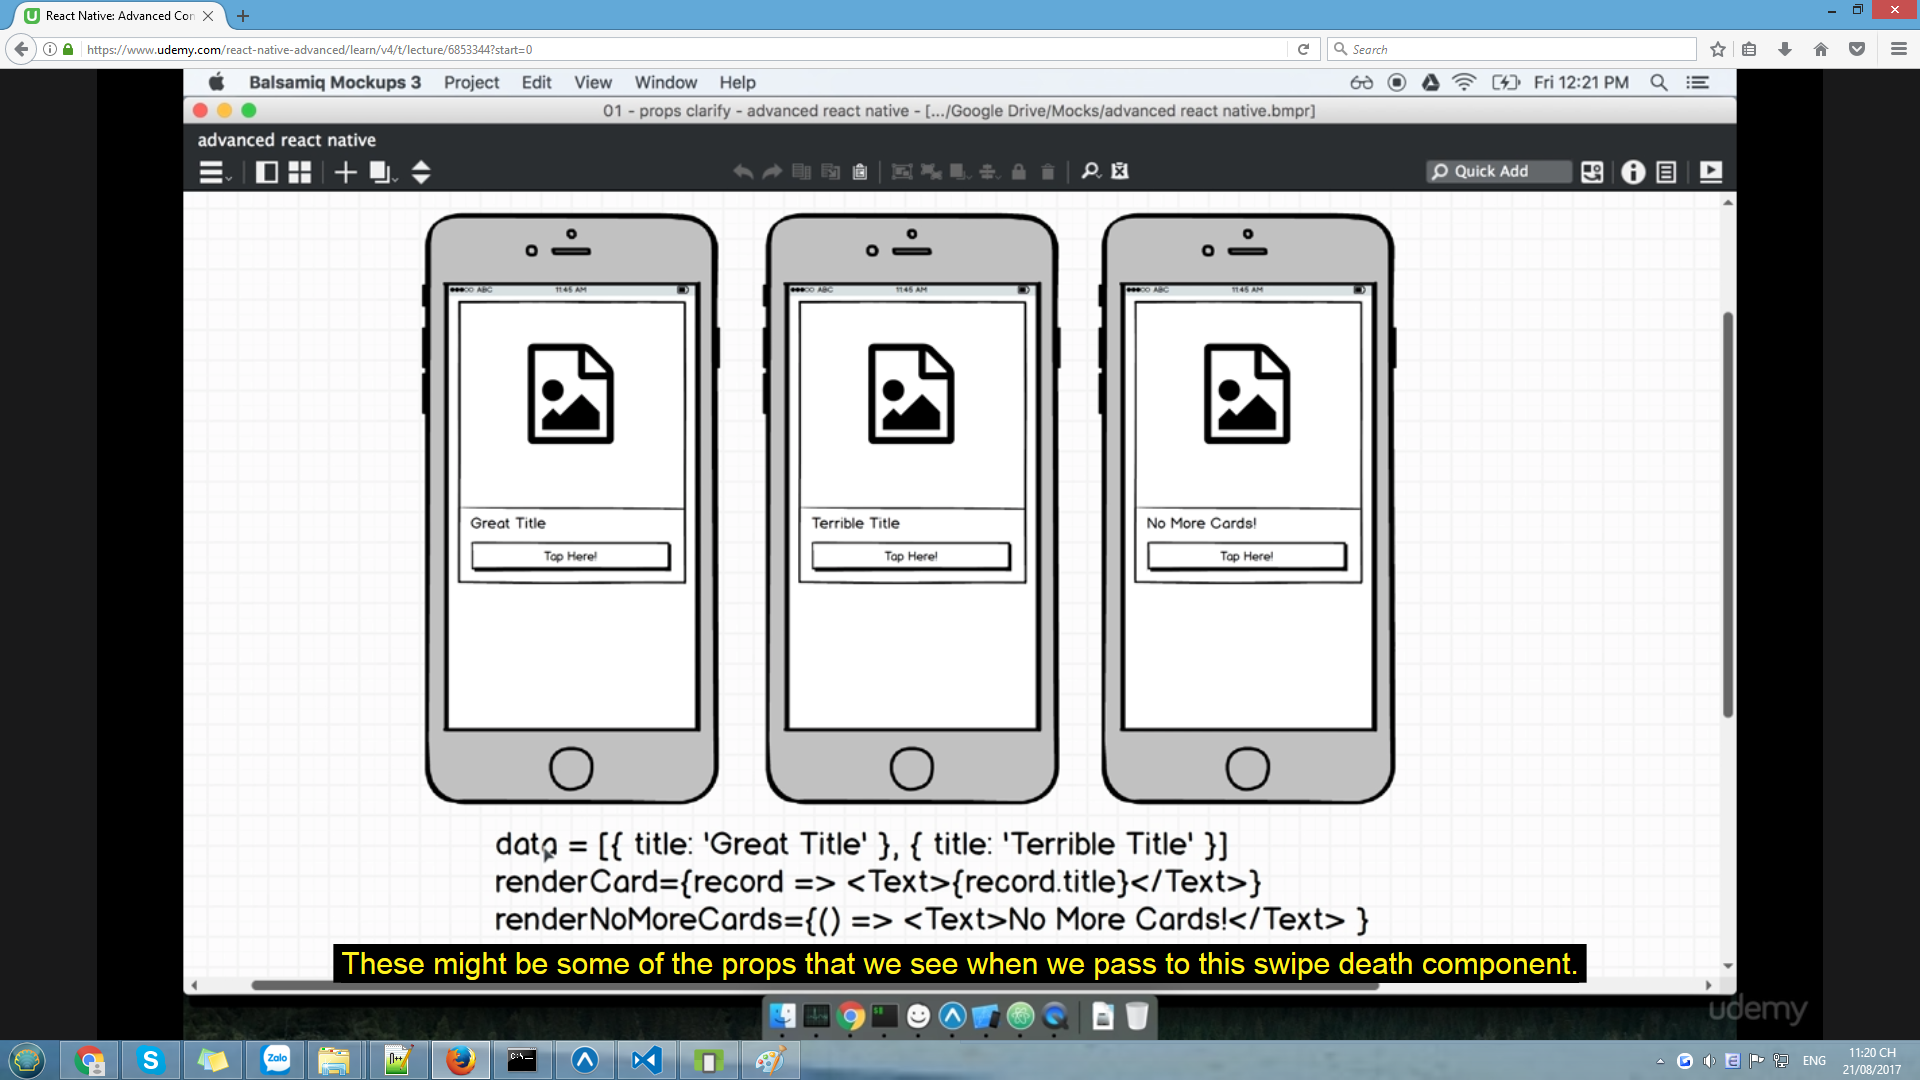 React Native: Advanced Con
https://www.udemy.com/react-native-advanced/learn/v4/t/lecture/6853344?start=0
Search
Balsamiq Mockups 3 Project Edit View Window Help
Fri 12:21 PM
01 - props clarify - advanced react native - [.../Google Drive/Mocks/advanced react native.bmpr]
advanced react native
Quick Add
ABC 11:45 AM
ABC 11:45 AM
ABC 11:45 AM
Great Title
Tap Here!
Terrible Title
Tap Here!
No More Cards!
Tap Here!
data = [{ title: 'Great Title' }, { title: 'Terrible Title' }]
renderCard={record => <Text>{record.title}</Text>}
renderNoMoreCards={() => <Text>No More Cards!</Text> }
These might be some of the props that we see when we pass to this swipe death component.
udemy
Zalo
ENG
11:20 CH
21/08/2017